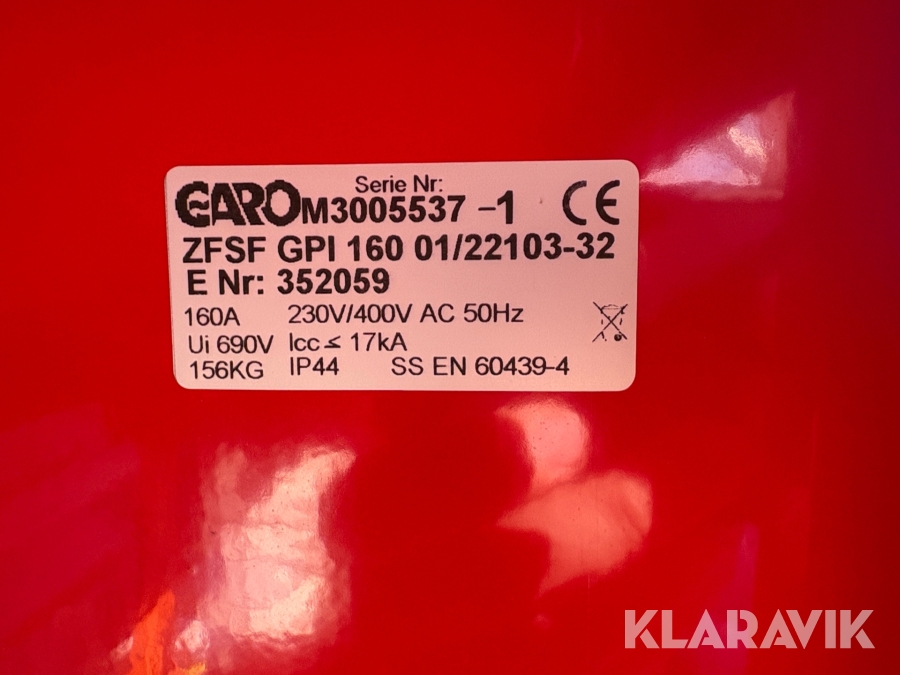 Serie Nr:
GARO M3005537 -1 CE
ZFSF GPI 160 01/22103-32
E Nr: 352059
160A 230V/400V AC 50Hz
Ui 690V Icc ≤ 17kA
156KG IP44 SS EN 60439-4
KLARAVIK